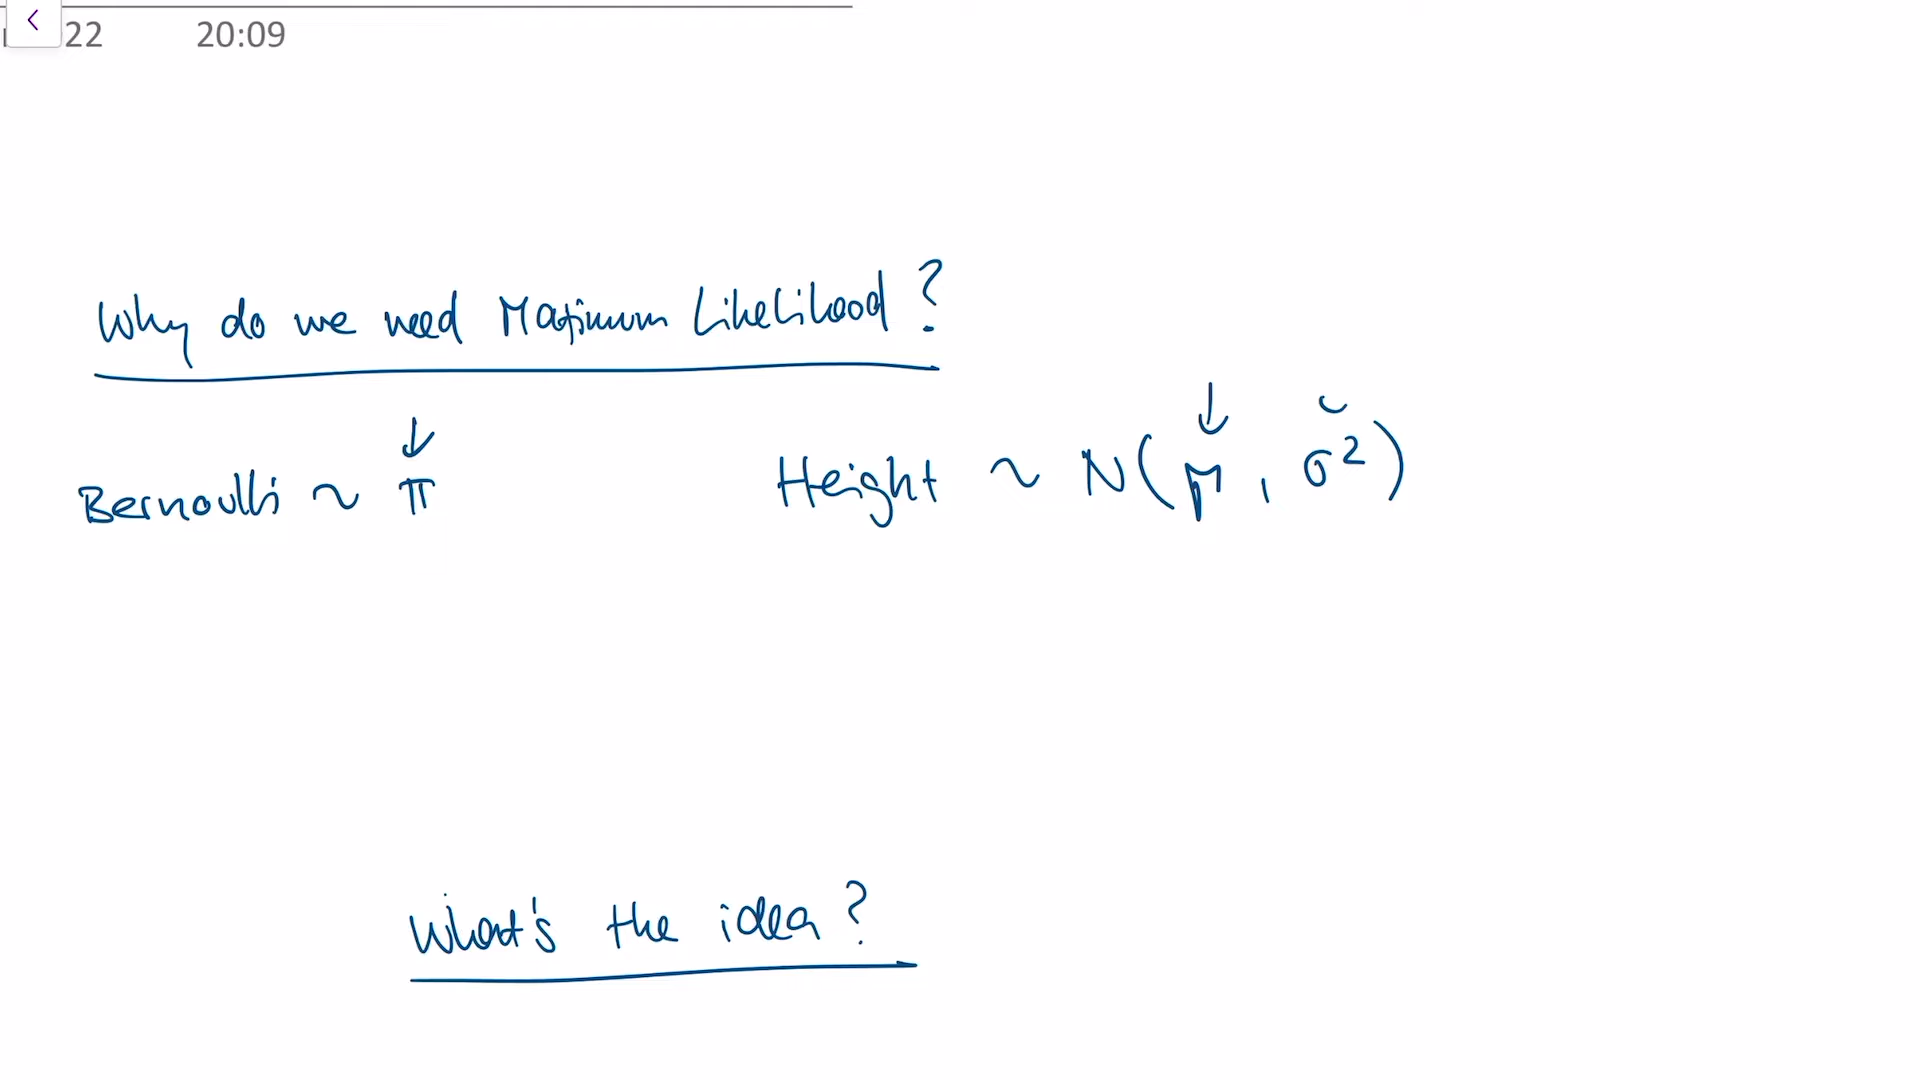 22 20:09
Why do we need Maximum Likelihood?
Bernoulli ~ π
Height ~ N(μ, σ²)
What's the idea?